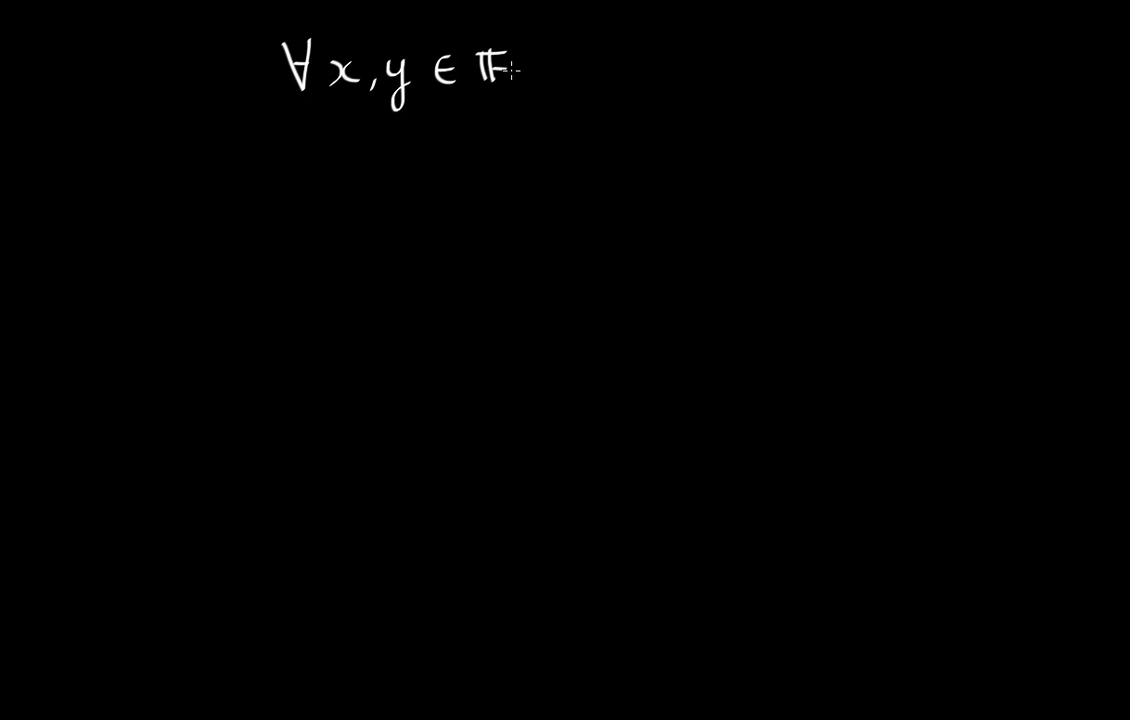 ∀ x, y ∈ 𝔽